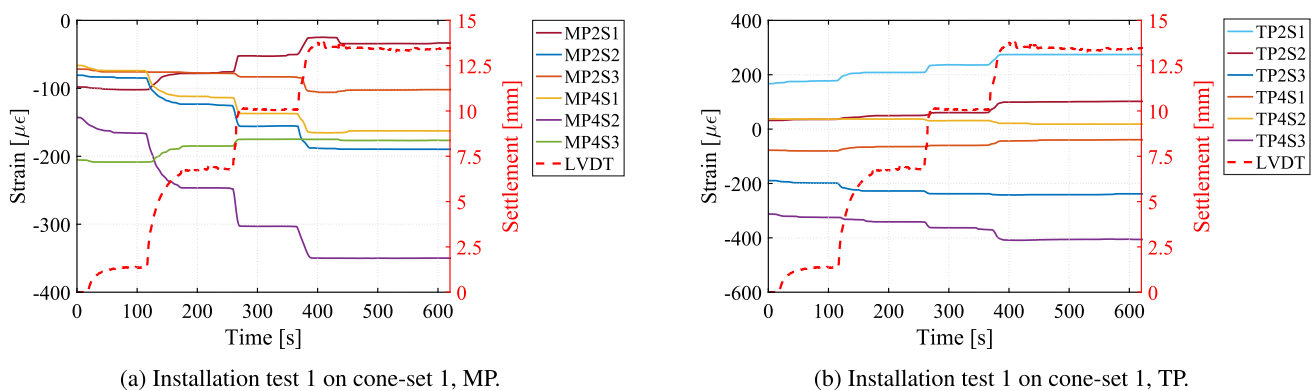 0
-100
-200
-300
-400
Strain [με]
0 100 200 300 400 500 600
Time [s]
15
12.5
10
7.5
5
2.5
0
Settlement [mm]
MP2S1
MP2S2
MP2S3
MP4S1
MP4S2
MP4S3
LVDT
(a) Installation test 1 on cone-set 1, MP.
400
200
0
-200
-400
-600
Strain [με]
0 100 200 300 400 500 600
Time [s]
15
12.5
10
7.5
5
2.5
0
Settlement [mm]
TP2S1
TP2S2
TP2S3
TP4S1
TP4S2
TP4S3
LVDT
(b) Installation test 1 on cone-set 1, TP.